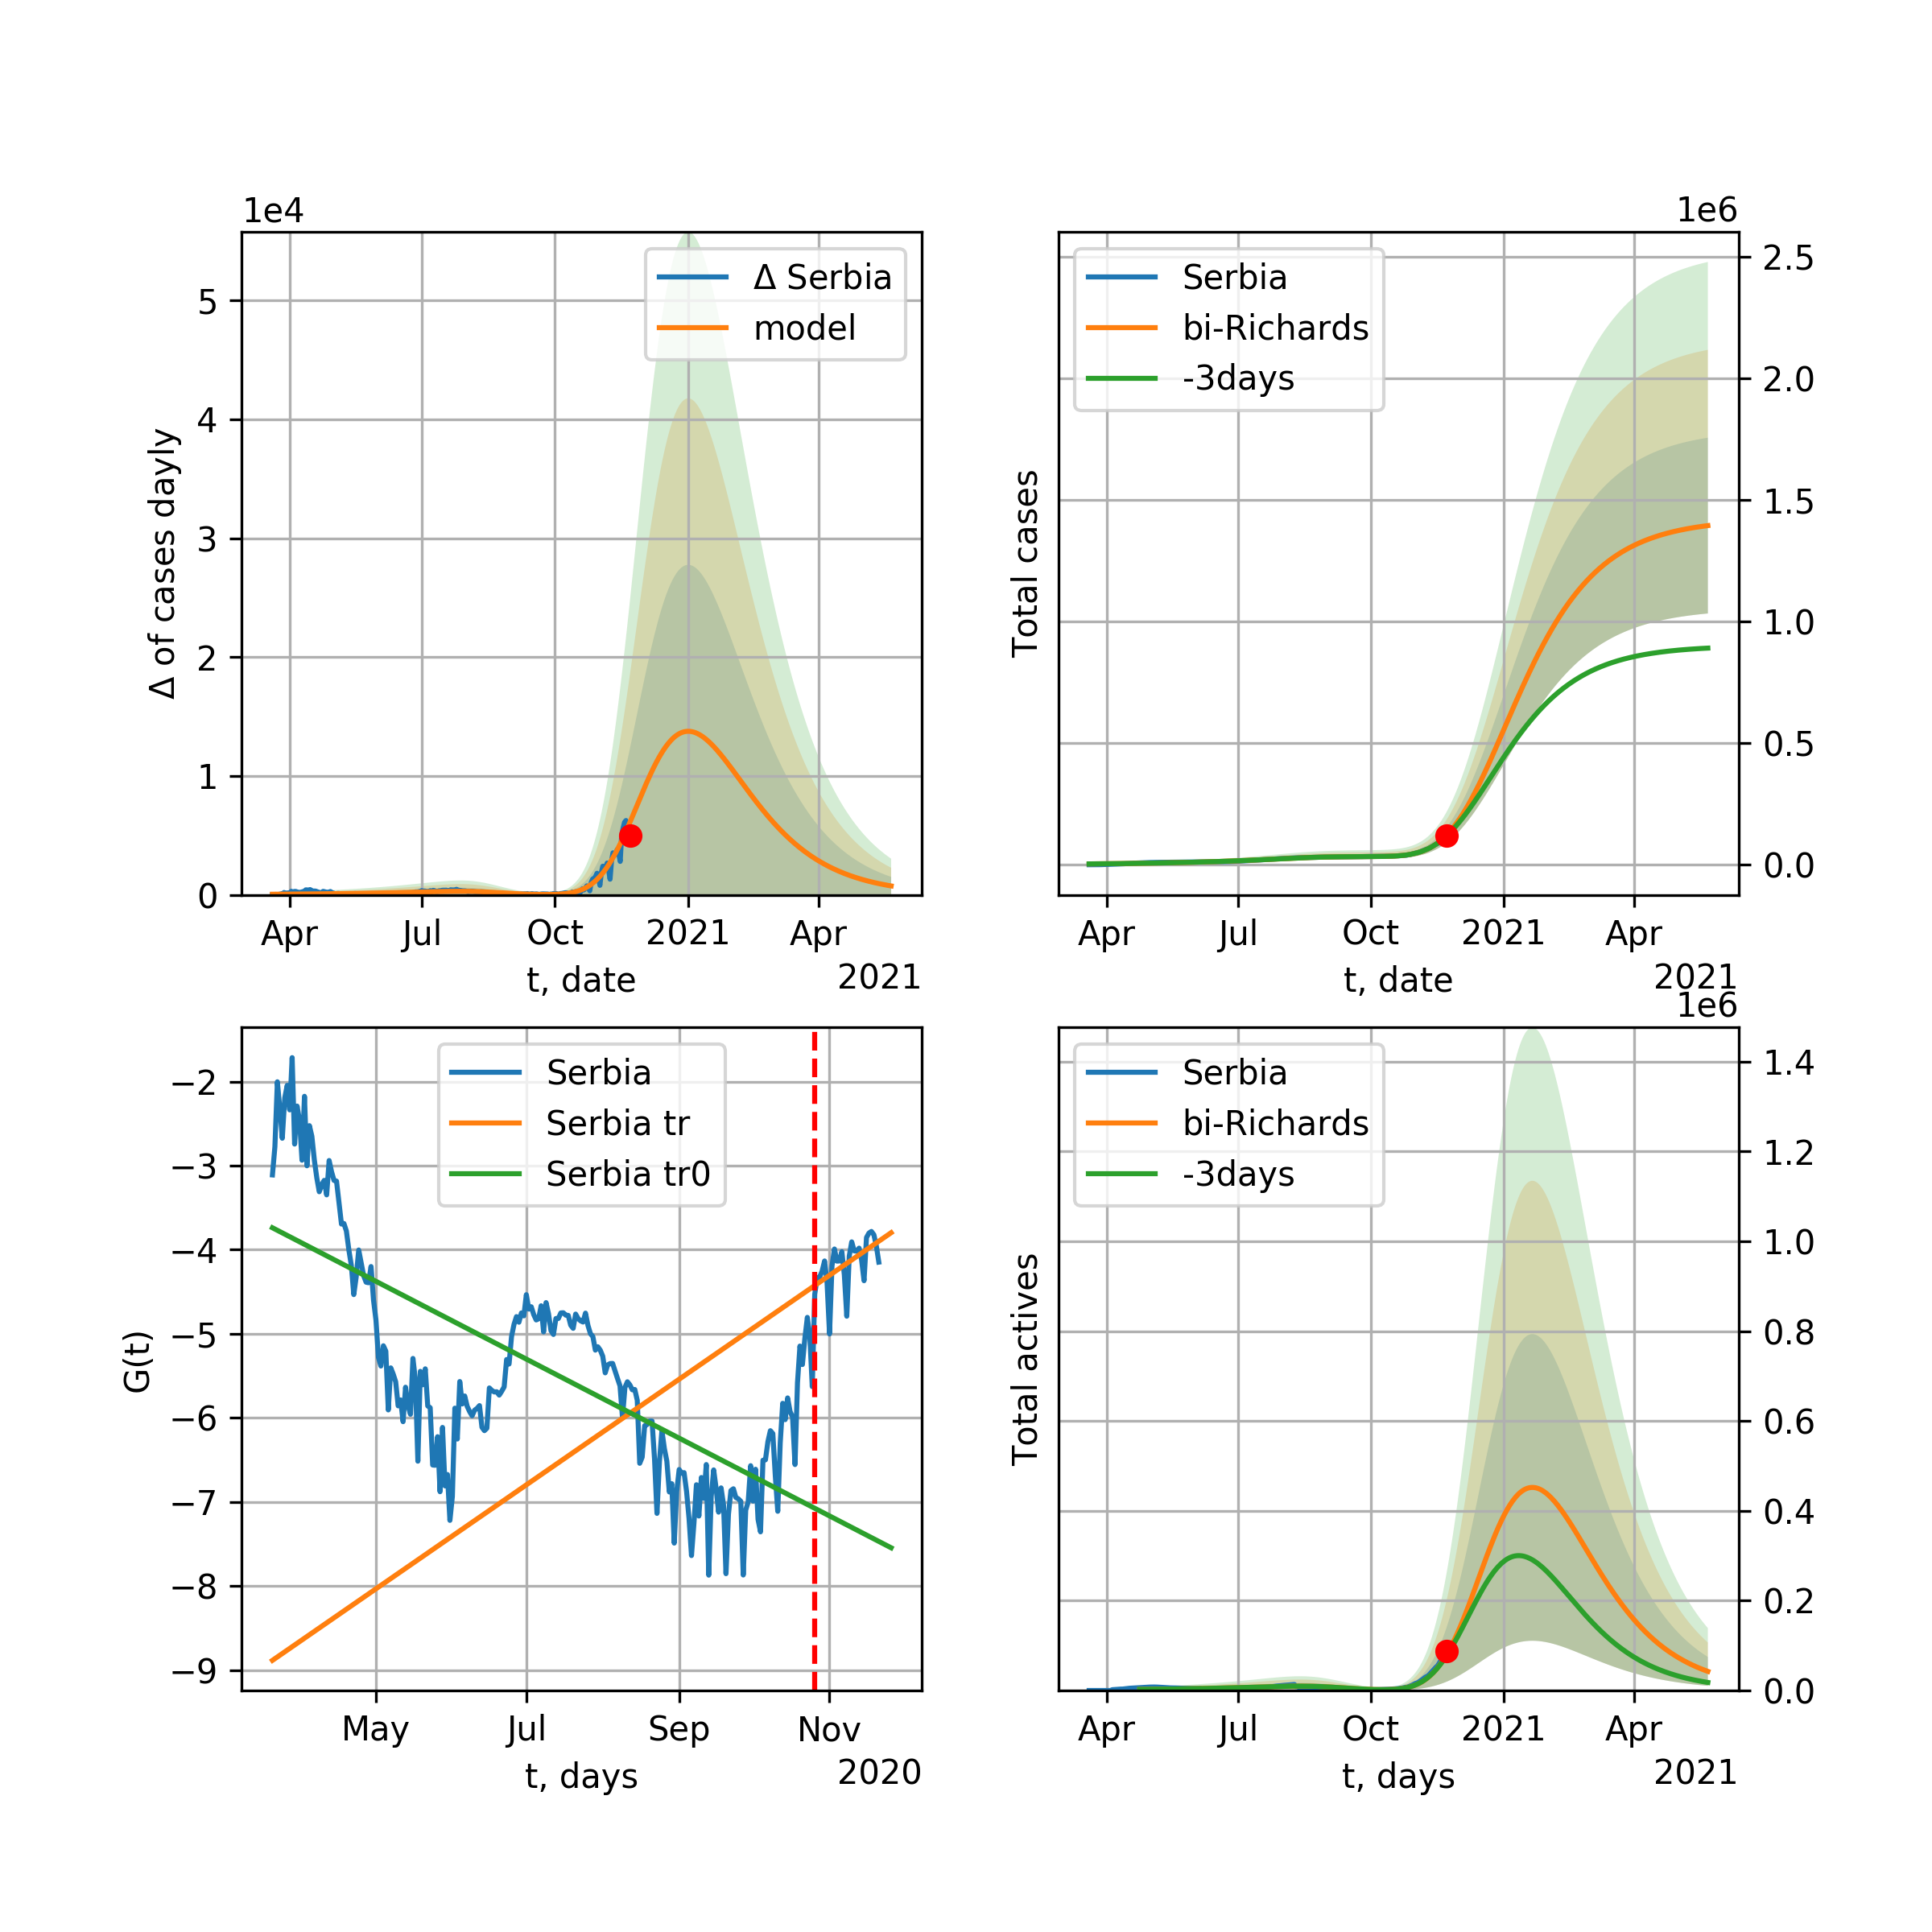 1e4
Δ of cases dayly
5
4
3
2
1
0
Δ Serbia
model
Apr
Jul
Oct
2021
Apr
t, date
2021
1e6
Total cases
Serbia
bi-Richards
-3days
2.5
2.0
1.5
1.0
0.5
0.0
Apr
Jul
Oct
2021
Apr
t, date
2021
G(t)
−2
−3
−4
−5
−6
−7
−8
−9
Serbia
Serbia tr
Serbia tr0
May
Jul
Sep
Nov
t, days
2020
1e6
Total actives
Serbia
bi-Richards
-3days
1.4
1.2
1.0
0.8
0.6
0.4
0.2
0.0
Apr
Jul
Oct
2021
Apr
t, days
2021